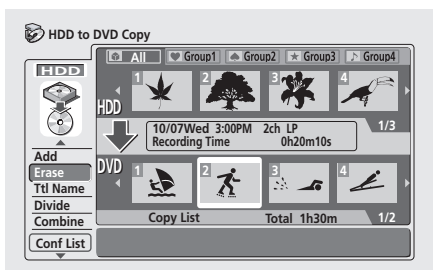 HDD to
DVD Copy
All Group1 Group2 Group3 Group4
HDD
1 2 3 4
HDD
10/07Wed 3:00PM 2ch LP
Recording Time 0h20m10s
1/3
Add
Erase
Ttl Name
Divide
Combine
Conf List
DVD
1 2 3 4
Copy List Total 1h30m 1/2